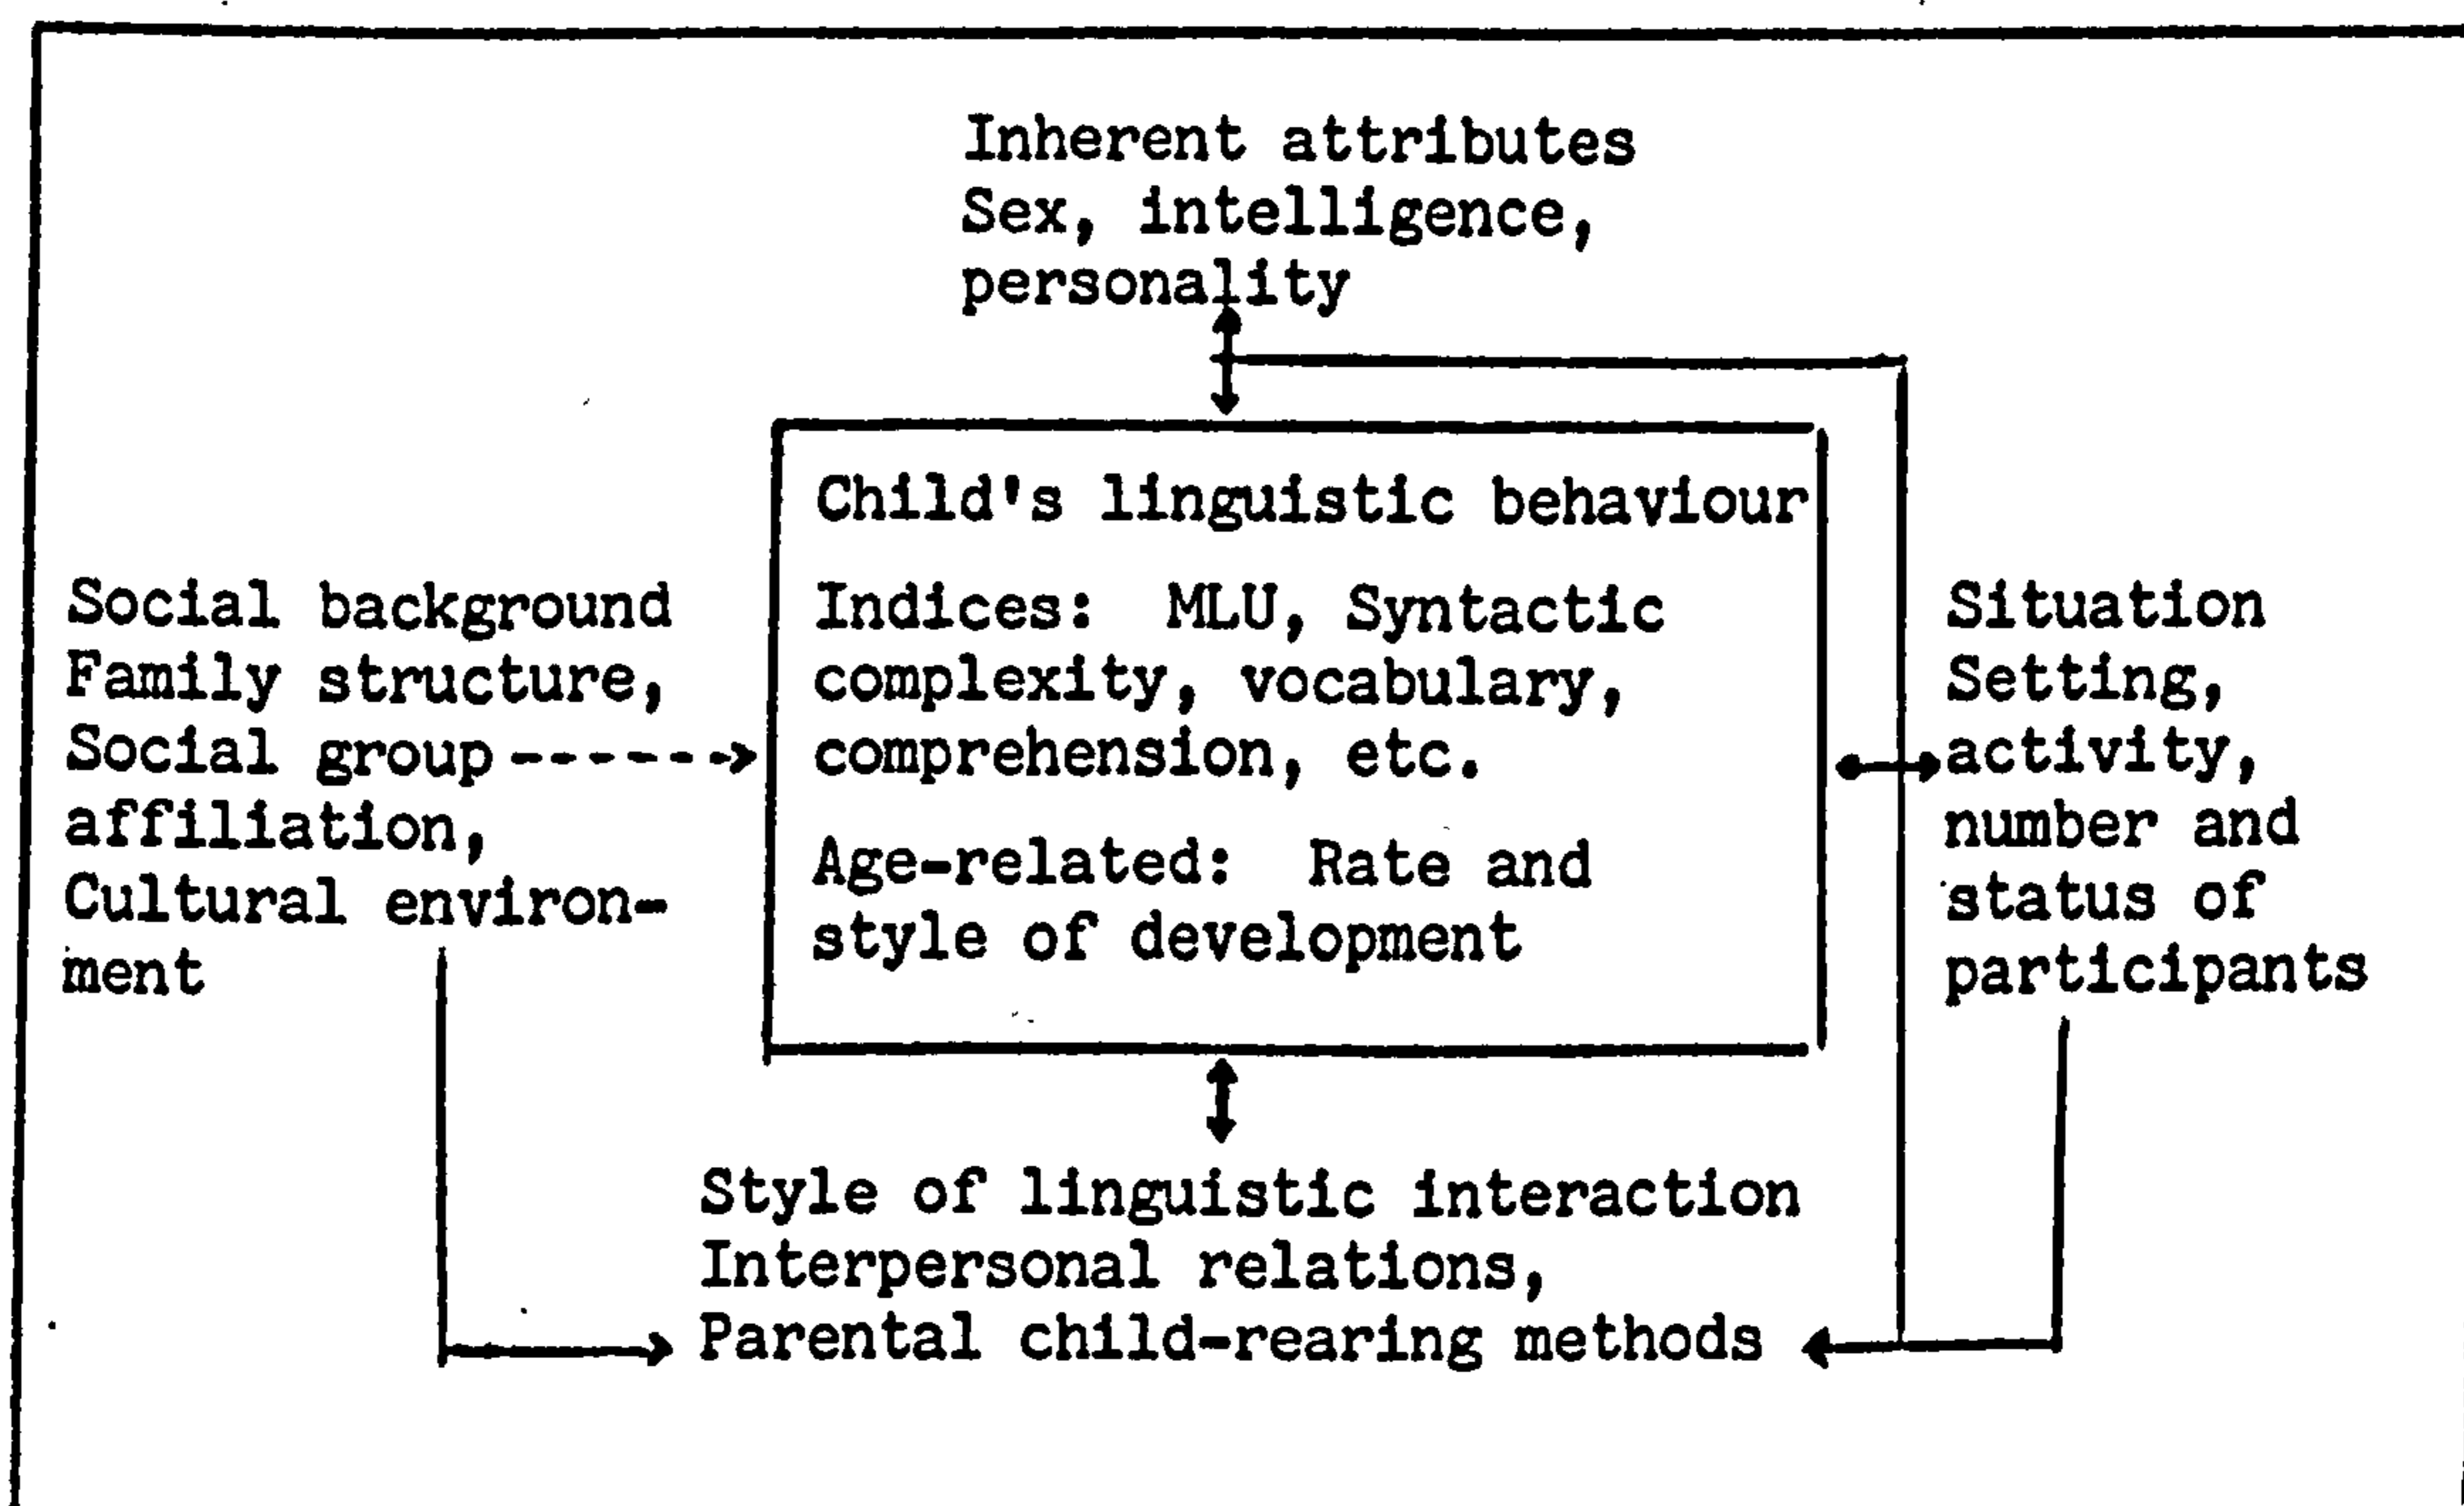 Inherent attributes
Sex, intelligence,
personality
Child's linguistic behaviour
Indices:  MLU, Syntactic
complexity, vocabulary,
comprehension, etc.
Age-related:  Rate and
style of development
Social background
Family structure,
Social group
affiliation,
Cultural environ-
ment
Situation
Setting,
activity,
number and
status of
participants
Style of linguistic interaction
Interpersonal relations,
Parental child-rearing methods